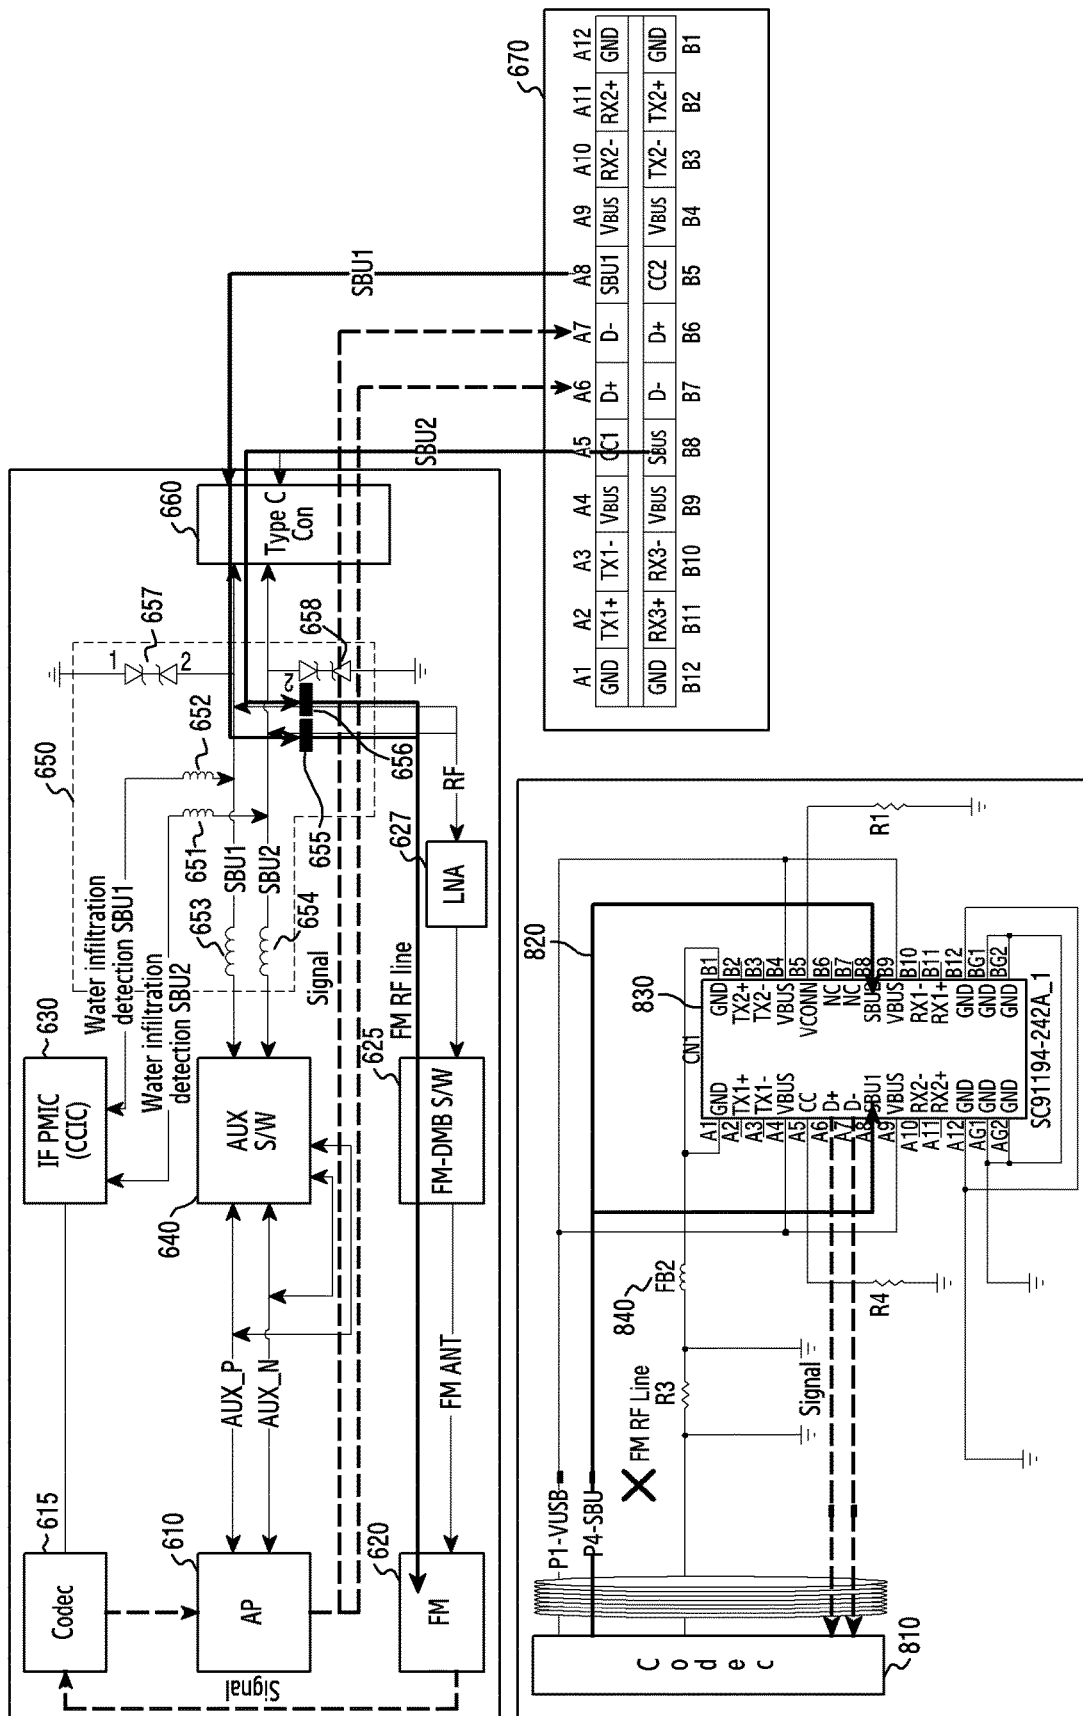 Codec
615
Signal
AP
610
FM
620
AUX_P
AUX_N
FM ANT
IF PMIC
(CCIC)
630
AUX
S/W
640
FM-DMB S/W
625
FM RF line
Signal
LNA
627
RF
Water infiltration
detection SBU1
Water infiltration
detection SBU2
650
651
652
653
SBU1
SBU2
654
655
656
657
1
2
658
2
Type C
Con
660
SBU1
SBU2
670
A1 A2 A3 A4 A5 A6 A7 A8 A9 A10 A11 A12
GND TX1+ TX1- VBUS CC1 D+ D- SBU1 VBUS RX2- RX2+ GND
GND RX3+ RX3- VBUS SBUS D- D+ CC2 VBUS TX2- TX2+ GND
B12 B11 B10 B9 B8 B7 B6 B5 B4 B3 B2 B1
Codec
810
P1-VUSB
P4-SBU
FM RF Line
R3
840
FB2
Signal
R4
R1
820
830
CN1
A1 GND
A2 TX1+
A3 TX1-
A4 VBUS
A5 CC
A6 D+
A7 D-
A8 SBU1
A9 VBUS
A10 RX2-
A11 RX2+
A12 GND
AG1 GND
AG2 GND
GND B1
TX2+ B2
TX2- B3
VBUS B4
VCONN B5
NC B6
NC B7
B8
VBUS B9
RX1- B10
RX1+ B11
GND B12
GND BG1
GND BG2
SC91194-242A_1